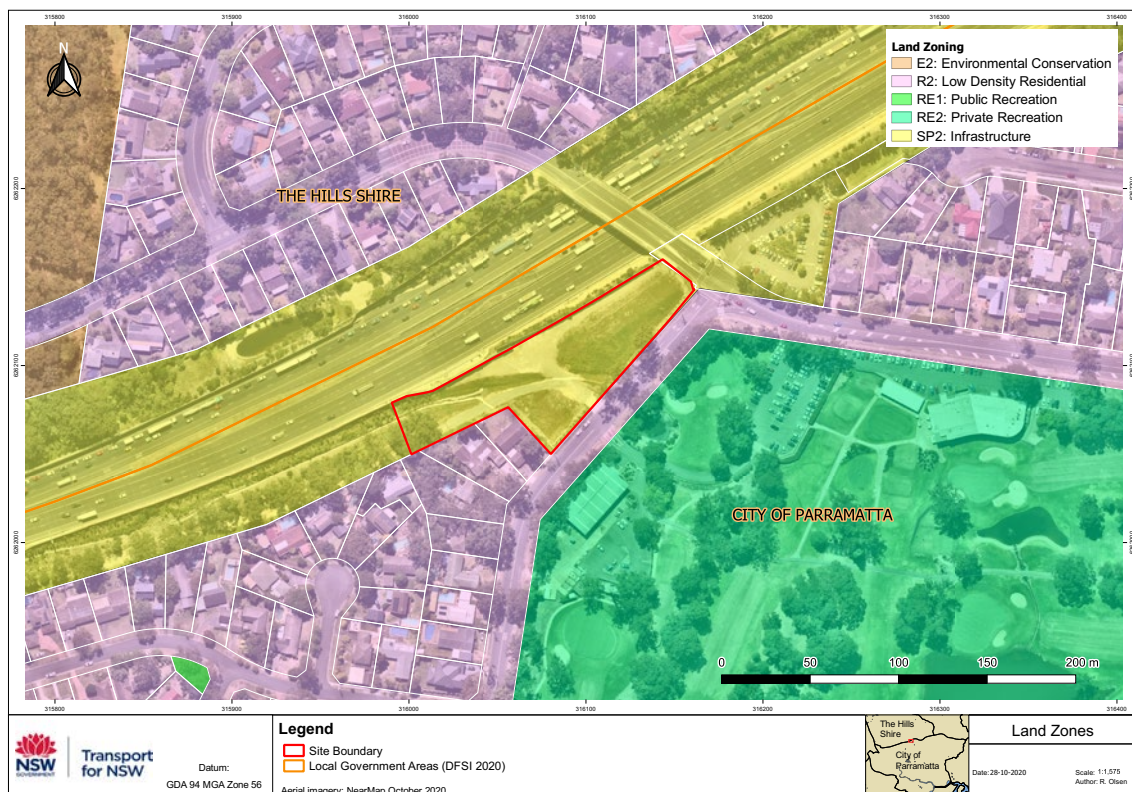 315800 315900 316000 316100 316200 316300 316400
N
Land Zoning
E2: Environmental Conservation
R2: Low Density Residential
RE1: Public Recreation
RE2: Private Recreation
SP2: Infrastructure
THE HILLS SHIRE
6262200
6262100
6262000
CITY OF PARRAMATTA
0 50 100 150 200 m
315800 315900 316000 316100 316200 316300 316400
NSW
GOVERNMENT
Transport
for NSW
Datum:
GDA 94 MGA Zone 56
Legend
Site Boundary
Local Government Areas (DFSI 2020)
Aerial imagery: NearMap October 2020
The Hills
Shire
City of
Parramatta
Land Zones
Date:28-10-2020
Scale: 1:1,575
Author: R. Olsen